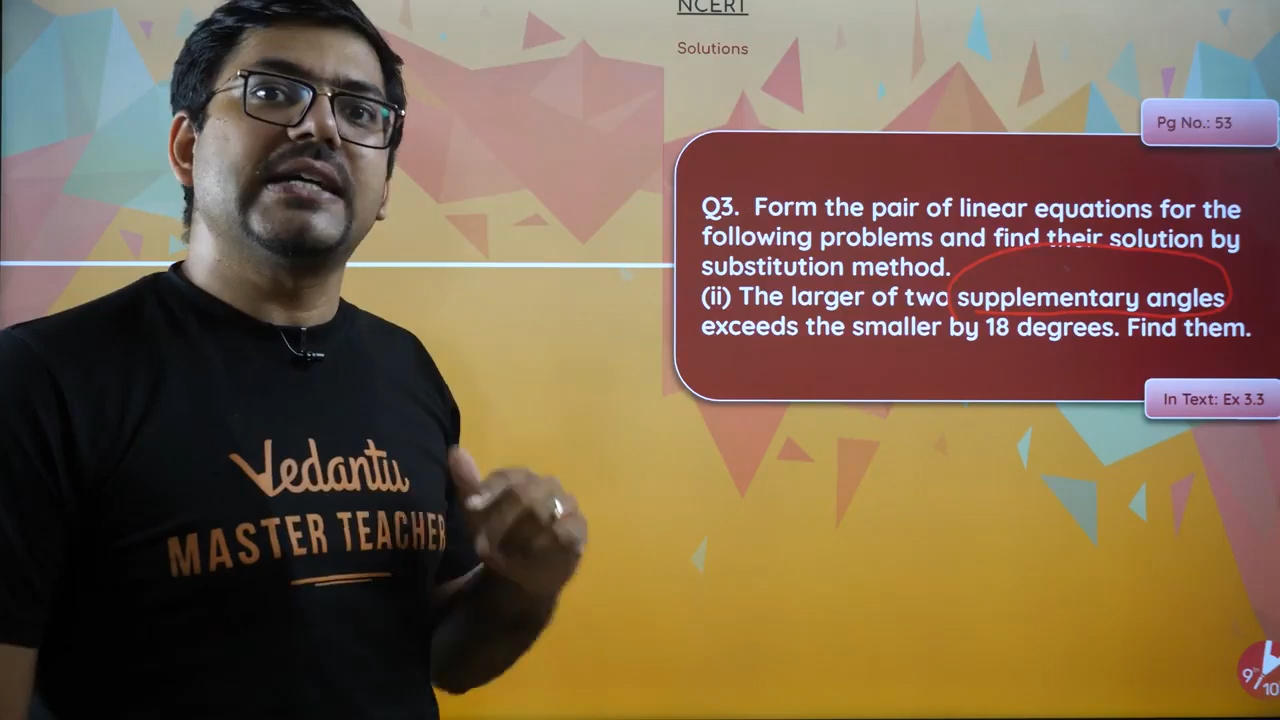 NCERT
Solutions
Pg No.: 53
Q3. Form the pair of linear equations for the
following problems and find their solution by
substitution method.
(ii) The larger of two supplementary angles
exceeds the smaller by 18 degrees. Find them.
In Text: Ex 3.3
Vedantu
MASTER TEACHER
9
10